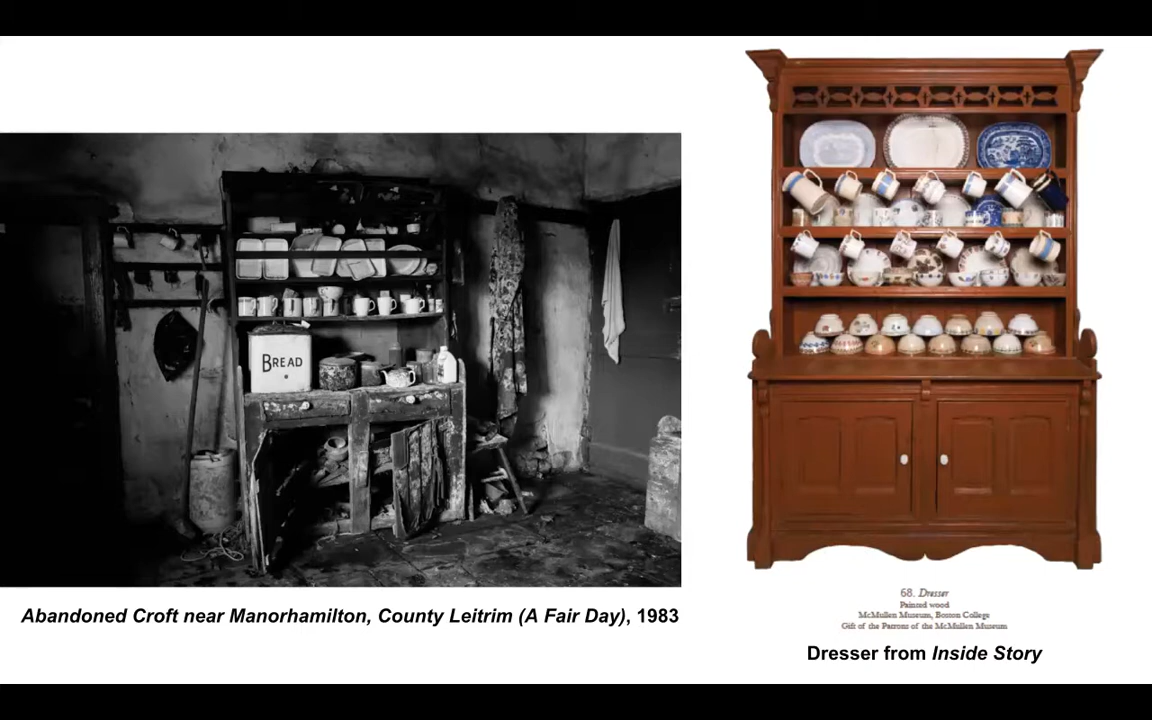 BREAD
Abandoned Croft near Manorhamilton, County Leitrim (A Fair Day), 1983
68. Dresser
Painted wood
McMullen Museum, Boston College
Gift of the Patrons of the McMullen Museum
Dresser from Inside Story